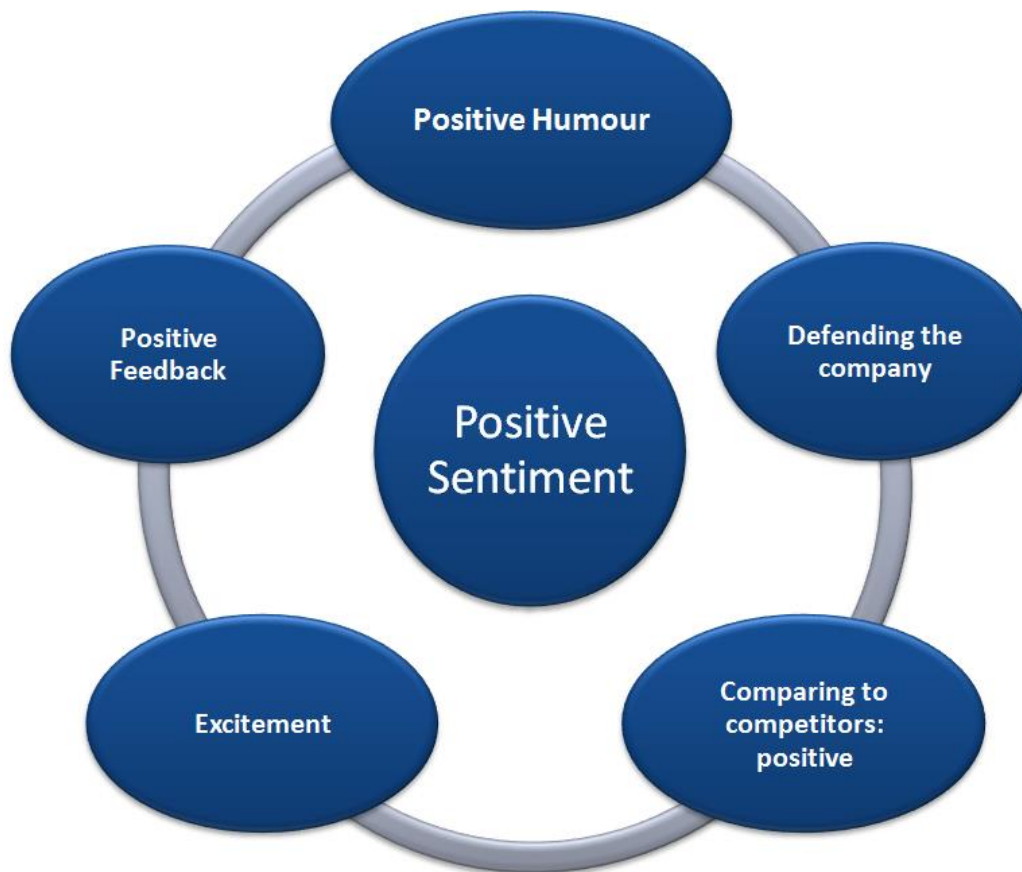 Positive Humour
Defending the
company
Comparing to
competitors:
positive
Excitement
Positive
Feedback
Positive
Sentiment